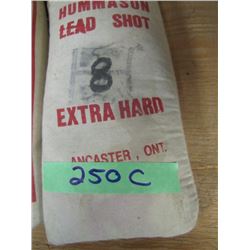 HUMMASON
LEAD SHOT
8
EXTRA HARD
ANCASTER, ONT.
250 C